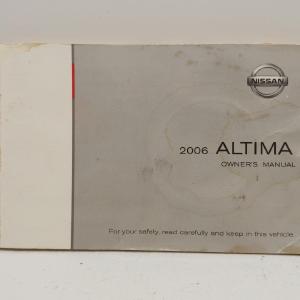 NISSAN
2006 ALTIMA
OWNER'S MANUAL
For your safety, read carefully and keep in this vehicle.